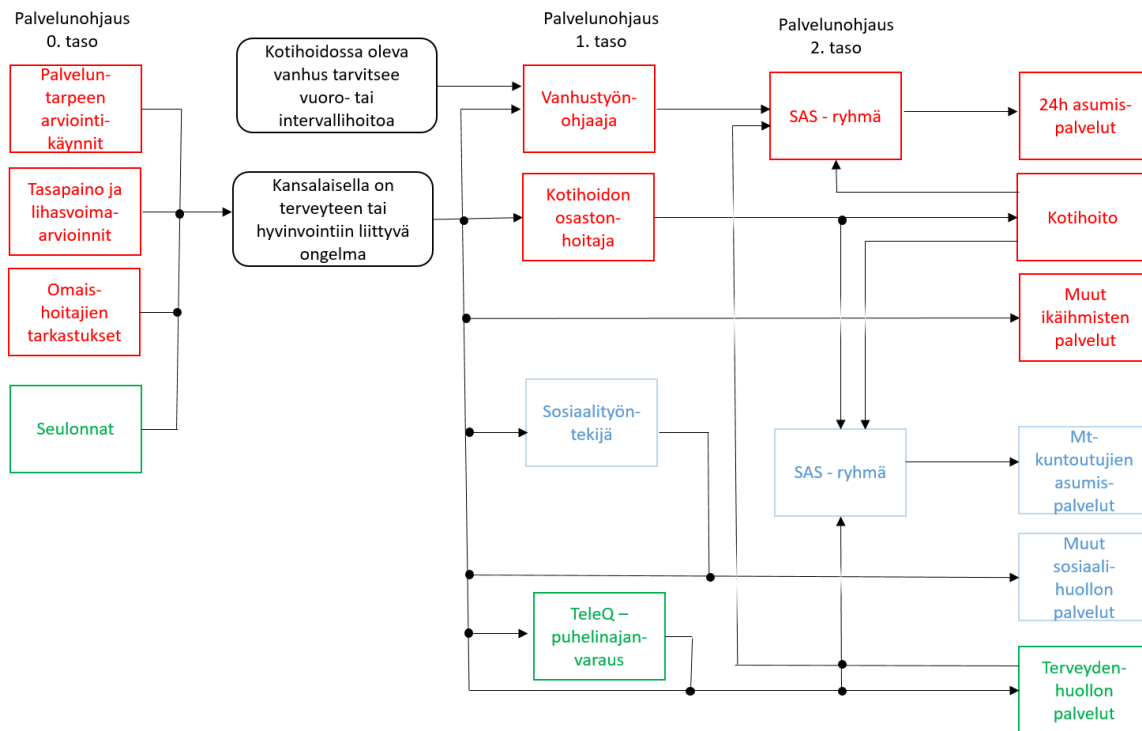 Palvelunohjaus
0. taso
Palvelun-
tarpeen
arviointi-
käynnit
Tasapaino ja
lihasvoima-
arvioinnit
Omais-
hoitajien
tarkastukset
Seulonnat
Kotihoidossa oleva
vanhus tarvitsee
vuoro- tai
intervallihoitoa
Kansalaisella on
terveyteen tai
hyvinvointiin liittyvä
ongelma
Palvelunohjaus
1. taso
Vanhustyön-
ohjaaja
Kotihoidon
osaston-
hoitaja
Sosiaalityön-
tekijä
TeleQ –
puhelinajan-
varaus
Palvelunohjaus
2. taso
SAS - ryhmä
SAS - ryhmä
24h asumis-
palvelut
Kotihoito
Muut
ikäihmisten
palvelut
Mt-
kuntoutujien
asumis-
palvelut
Muut
sosiaali-
huollon
palvelut
Terveyden-
huollon
palvelut